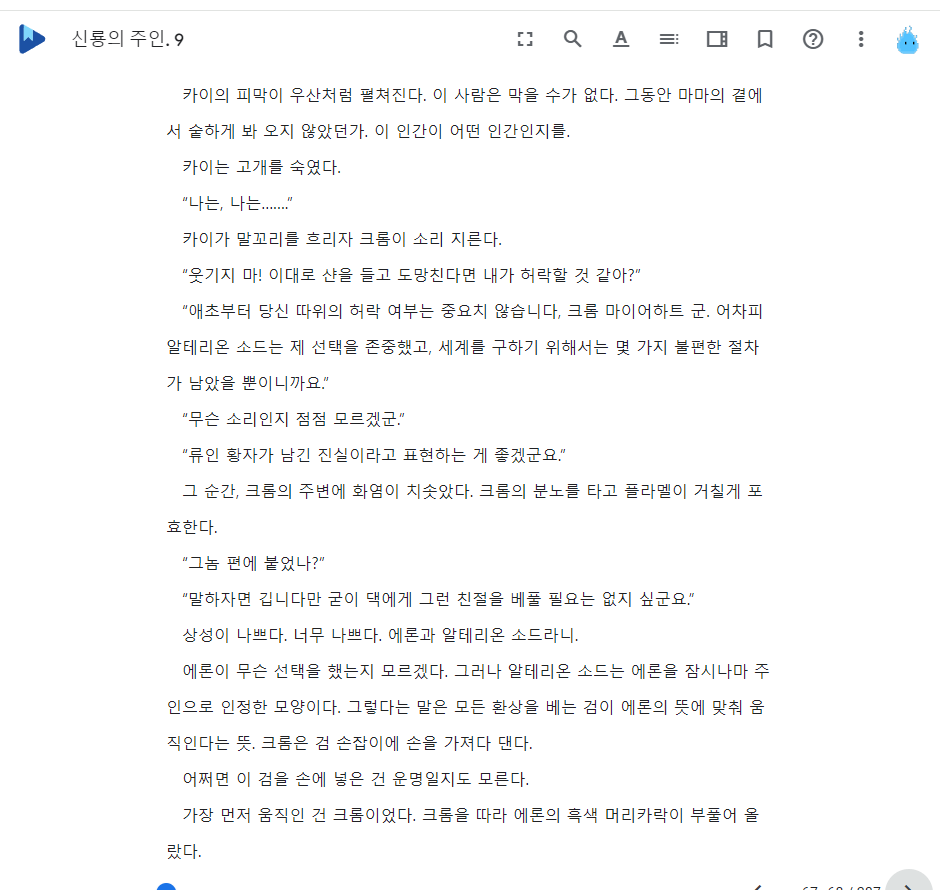 신룡의 주인. 9
카이의 피막이 우산처럼 펼쳐진다. 이 사람은 막을 수가 없다. 그동안 마마의 곁에
서 숱하게 봐 오지 않았던가. 이 인간이 어떤 인간인지를.
카이는 고개를 숙였다.
“나는, 나는…….”
카이가 말꼬리를 흐리자 크롬이 소리 지른다.
“웃기지 마! 이대로 샨을 들고 도망친다면 내가 허락할 것 같아?”
“애초부터 당신 따위의 허락 여부는 중요치 않습니다, 크롬 마이어하트 군. 어차피
알테리온 소드는 제 선택을 존중했고, 세계를 구하기 위해서는 몇 가지 불편한 절차
가 남았을 뿐이니까요.”
“무슨 소리인지 점점 모르겠군.”
“류인 황자가 남긴 진실이라고 표현하는 게 좋겠군요.”
그 순간, 크롬의 주변에 화염이 치솟았다. 크롬의 분노를 타고 플라멜이 거칠게 포
효한다.
“그놈 편에 붙었나?”
“말하자면 깁니다만 굳이 댁에게 그런 친절을 베풀 필요는 없지 싶군요.”
상성이 나쁘다. 너무 나쁘다. 에론과 알테리온 소드라니.
에론이 무슨 선택을 했는지 모르겠다. 그러나 알테리온 소드는 에론을 잠시나마 주
인으로 인정한 모양이다. 그렇다는 말은 모든 환상을 베는 검이 에론의 뜻에 맞춰 움
직인다는 뜻. 크롬은 검 손잡이에 손을 가져다 댄다.
어쩌면 이 검을 손에 넣은 건 운명일지도 모른다.
가장 먼저 움직인 건 크롬이었다. 크롬을 따라 에론의 흑색 머리카락이 부풀어 올
랐다.